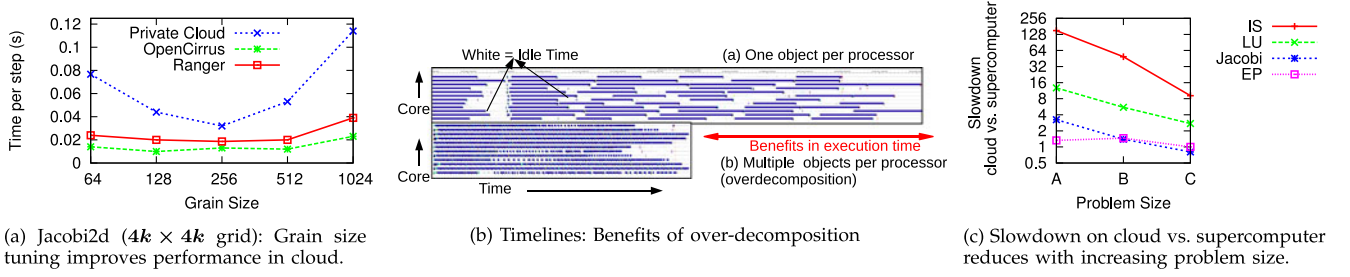 0.12
0.1
0.08
0.06
0.04
0.02
0
Time per step (s)
Private Cloud
OpenCirrus
Ranger
64 128 256 512 1024
Grain Size
(a) Jacobi2d (4k × 4k grid): Grain size
tuning improves performance in cloud.
White = Idle Time
(a) One object per processor
Core
Core
Benefits in execution time
(b) Multiple objects per processor
(overdecomposition)
Time
(b) Timelines: Benefits of over-decomposition
Slowdown
cloud vs. supercomputer
256
128
64
32
16
8
4
2
1
0.5
IS
LU
Jacobi
EP
A B C
Problem Size
(c) Slowdown on cloud vs. supercomputer
reduces with increasing problem size.